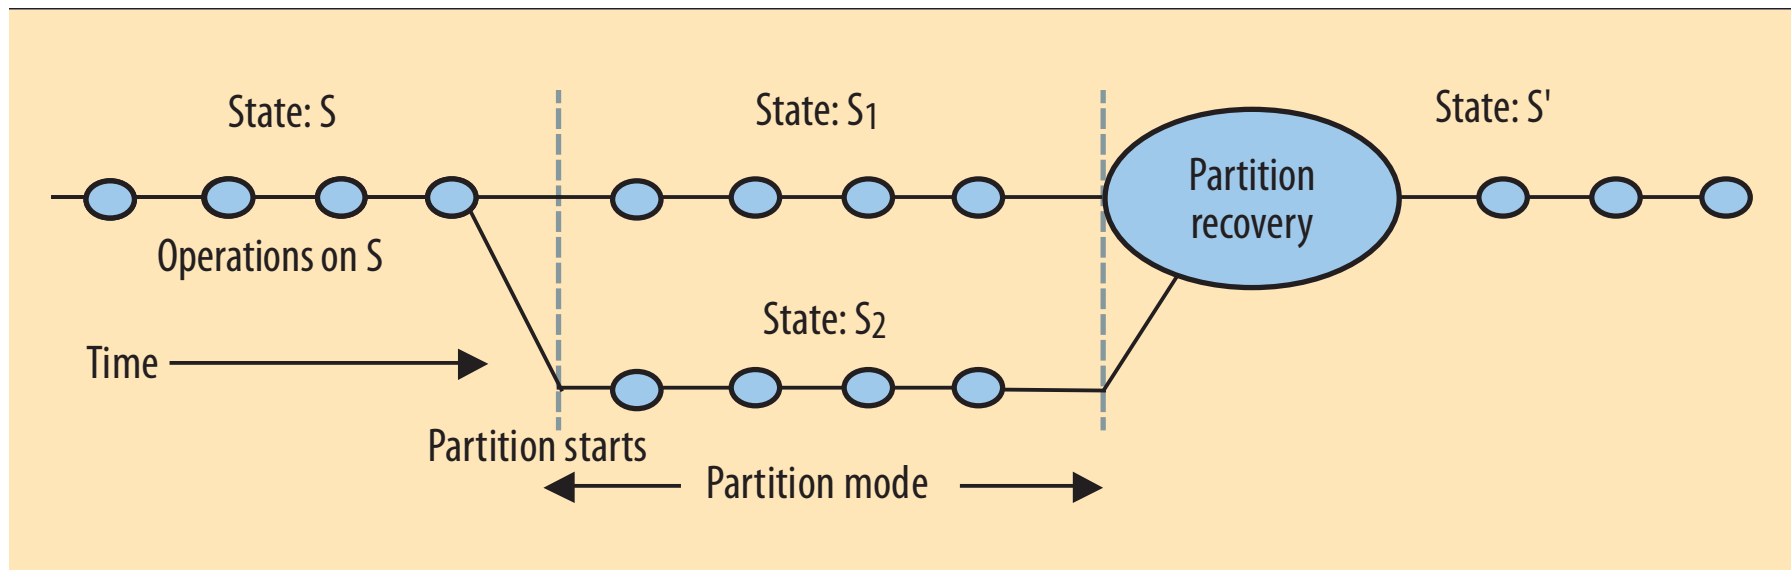 State: S
State: S1
State: S'
Partition
recovery
Operations on S
State: S2
Time
Partition starts
Partition mode